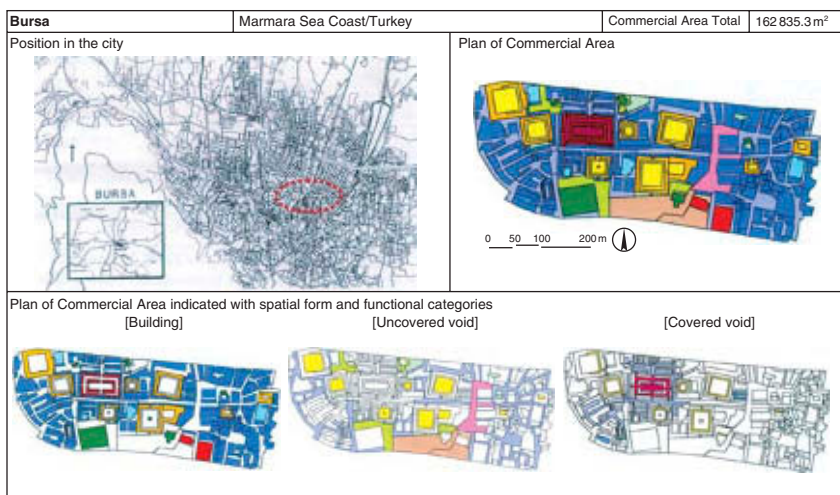 Bursa
Marmara Sea Coast/Turkey
Commercial Area Total
162 835.3 m²
Position in the city
Plan of Commercial Area
BURSA
0 50 100 200 m
Plan of Commercial Area indicated with spatial form and functional categories
[Building]
[Uncovered void]
[Covered void]